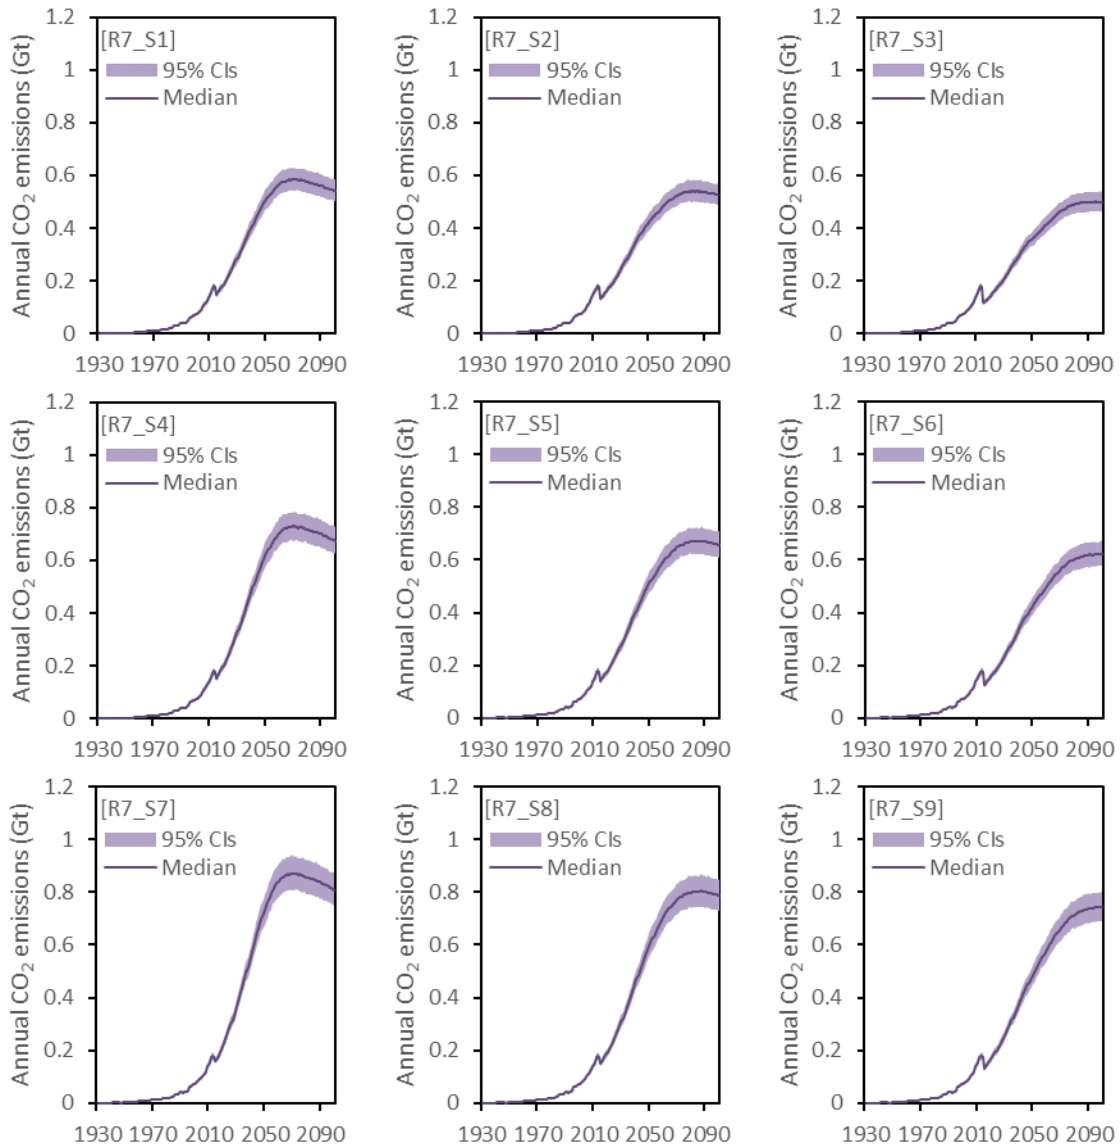 Annual CO₂ emissions (Gt)
1.2
1
0.8
0.6
0.4
0.2
0
[R7_S1]
95% CIs
Median
1930 1970 2010 2050 2090
Annual CO₂ emissions (Gt)
1.2
1
0.8
0.6
0.4
0.2
0
[R7_S2]
95% CIs
Median
1930 1970 2010 2050 2090
Annual CO₂ emissions (Gt)
1.2
1
0.8
0.6
0.4
0.2
0
[R7_S3]
95% CIs
Median
1930 1970 2010 2050 2090
Annual CO₂ emissions (Gt)
1.2
1
0.8
0.6
0.4
0.2
0
[R7_S4]
95% CIs
Median
1930 1970 2010 2050 2090
Annual CO₂ emissions (Gt)
1.2
1
0.8
0.6
0.4
0.2
0
[R7_S5]
95% CIs
Median
1930 1970 2010 2050 2090
Annual CO₂ emissions (Gt)
1.2
1
0.8
0.6
0.4
0.2
0
[R7_S6]
95% CIs
Median
1930 1970 2010 2050 2090
Annual CO₂ emissions (Gt)
1.2
1
0.8
0.6
0.4
0.2
0
[R7_S7]
95% CIs
Median
1930 1970 2010 2050 2090
Annual CO₂ emissions (Gt)
1.2
1
0.8
0.6
0.4
0.2
0
[R7_S8]
95% CIs
Median
1930 1970 2010 2050 2090
Annual CO₂ emissions (Gt)
1.2
1
0.8
0.6
0.4
0.2
0
[R7_S9]
95% CIs
Median
1930 1970 2010 2050 2090